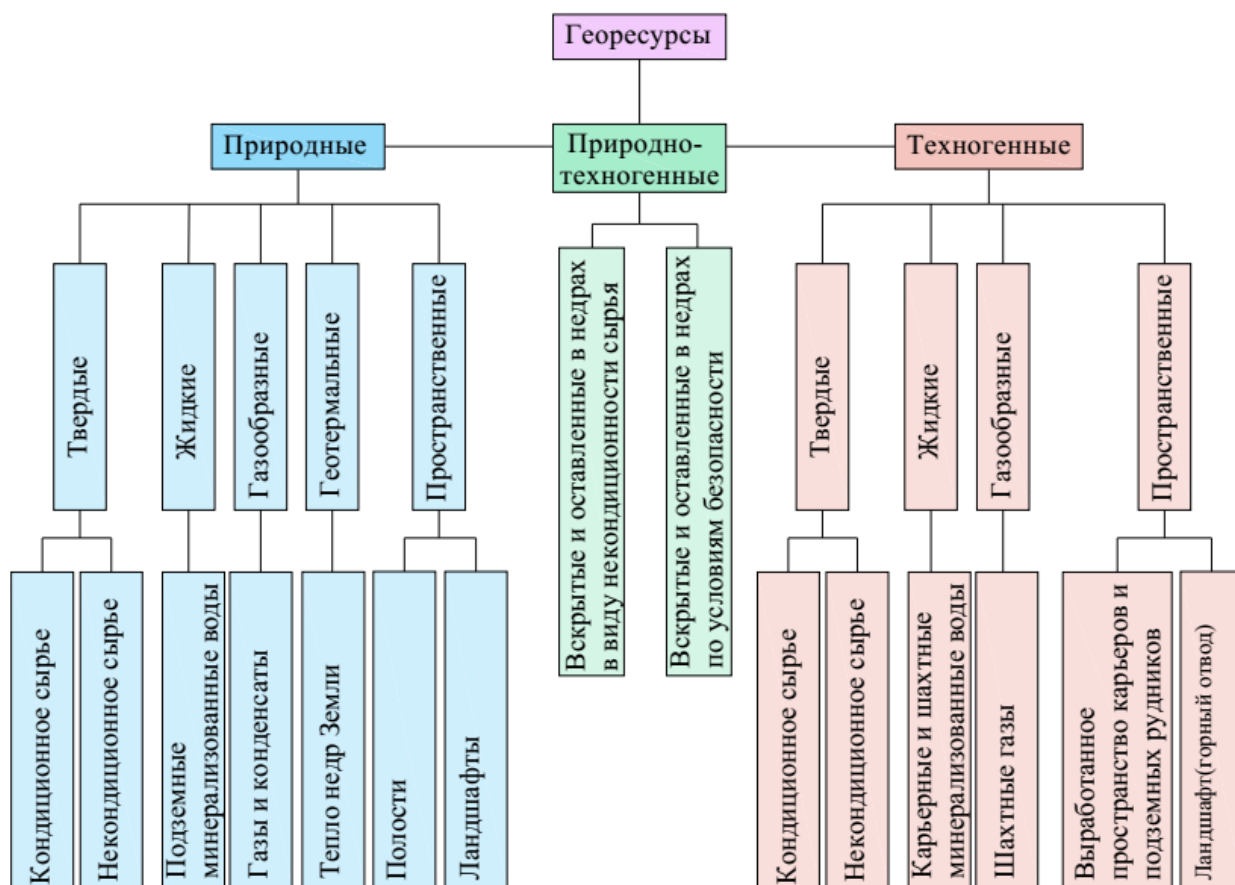 Георесурсы
Природные
Природно-
техногенные
Техногенные
Твердые
Жидкие
Газообразные
Геотермальные
Пространственные
Вскрытые и оставленные в недрах
в виду некондиционности сырья
Вскрытые и оставленные в недрах
по условиям безопасности
Твердые
Жидкие
Газообразные
Пространственные
Кондиционное сырье
Некондиционное сырье
Подземные
минерализованные воды
Газы и конденсаты
Тепло недр Земли
Полости
Ландшафты
Кондиционное сырье
Некондиционное сырье
Карьерные и шахтные
минерализованные воды
Шахтные газы
Выработанное
пространство карьеров и
подземных рудников
Ландшафт(горный отвод)